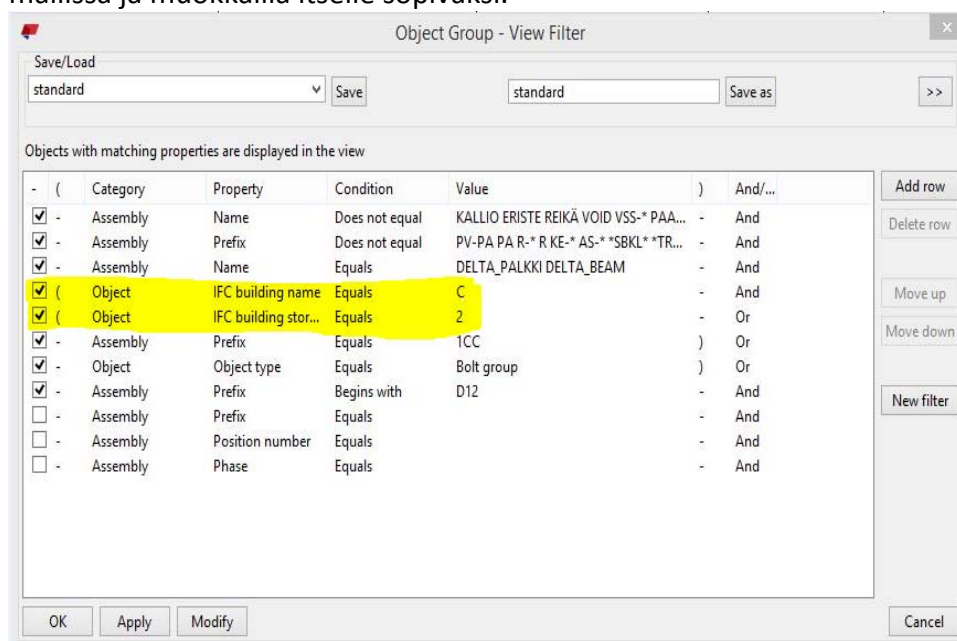 mallissa ja muokkailla itselle sopivaksi.
Object Group - View Filter
x
Save/Load
standard Save standard Save as >>
Objects with matching properties are displayed in the view
- ( Category Property Condition Value ) And/...
- Assembly Name Does not equal KALLIO ERISTE REIKÄ VOID VSS-* PAA... - And
- Assembly Prefix Does not equal PV-PA PA R-* R KE-* AS-* *SBKL* *TR... - And
- Assembly Name Equals DELTA_PALKKI DELTA_BEAM - And
( Object IFC building name Equals C - And
( Object IFC building stor... Equals 2 - Or
- Assembly Prefix Equals 1CC ) Or
- Object Object type Equals Bolt group ) Or
- Assembly Prefix Begins with D12 - And
- Assembly Prefix Equals - And
- Assembly Position number Equals - And
- Assembly Phase Equals - And
Add row
Delete row
Move up
Move down
New filter
OK Apply Modify Cancel